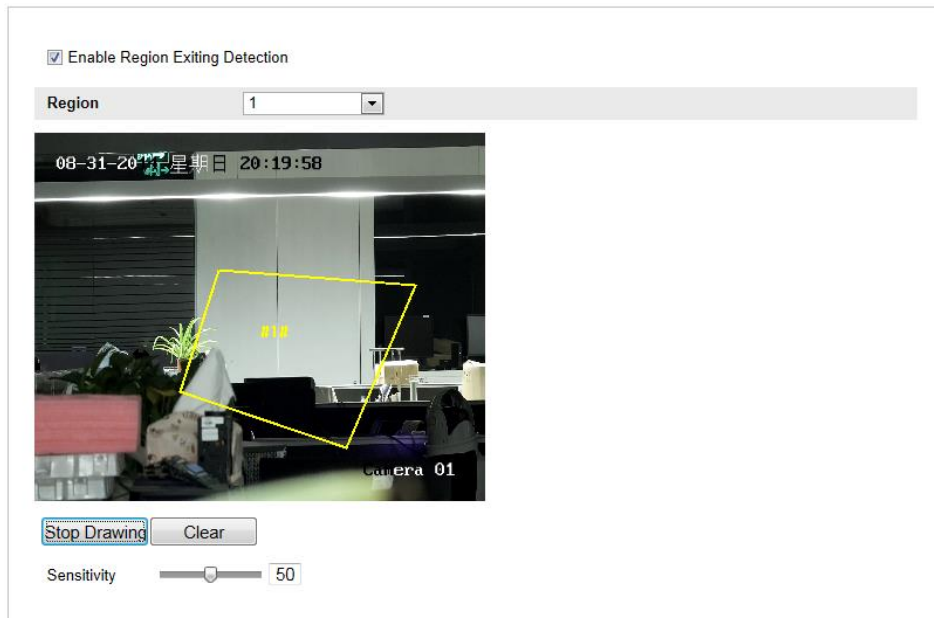 Enable Region Exiting Detection
Region 1
08-31-20 星期日 20:19:58
#1#
Camera 01
Stop Drawing Clear
Sensitivity 50